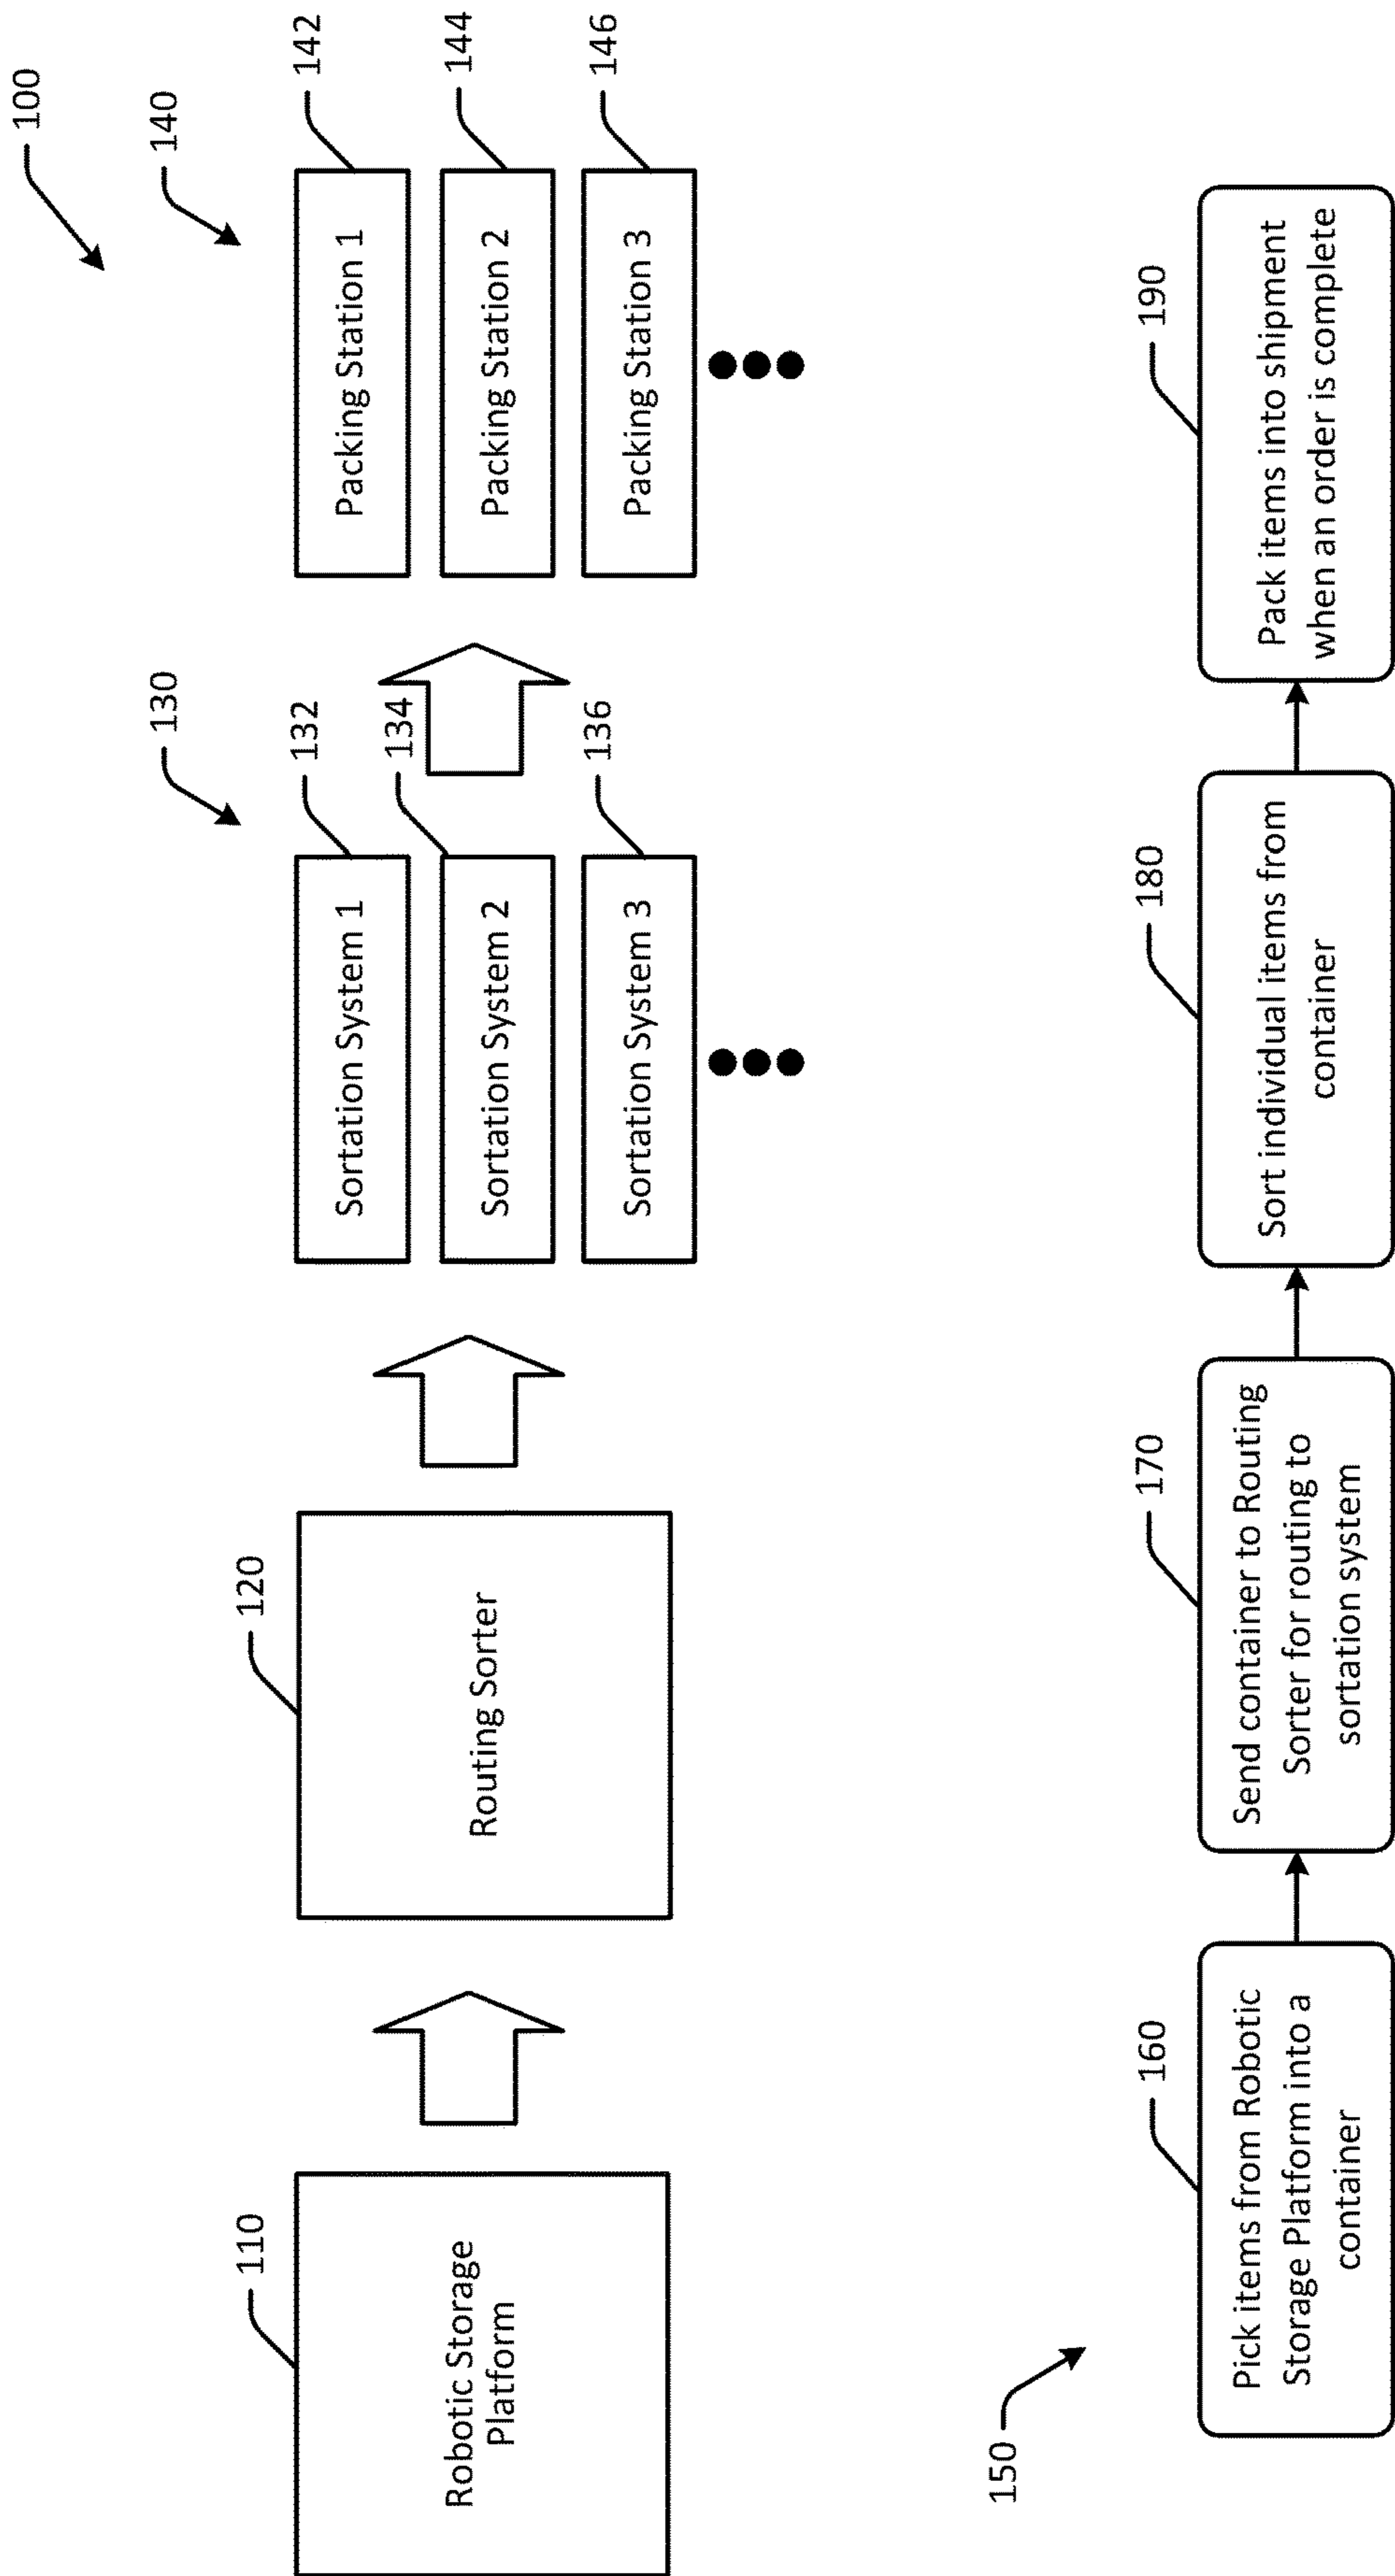 100
110
Robotic Storage
Platform
120
Routing Sorter
130
132
Sortation System 1
134
Sortation System 2
136
Sortation System 3
140
142
Packing Station 1
144
Packing Station 2
146
Packing Station 3
150
160
Pick items from Robotic
Storage Platform into a
container
170
Send container to Routing
Sorter for routing to
sortation system
180
Sort individual items from
container
190
Pack items into shipment
when an order is complete